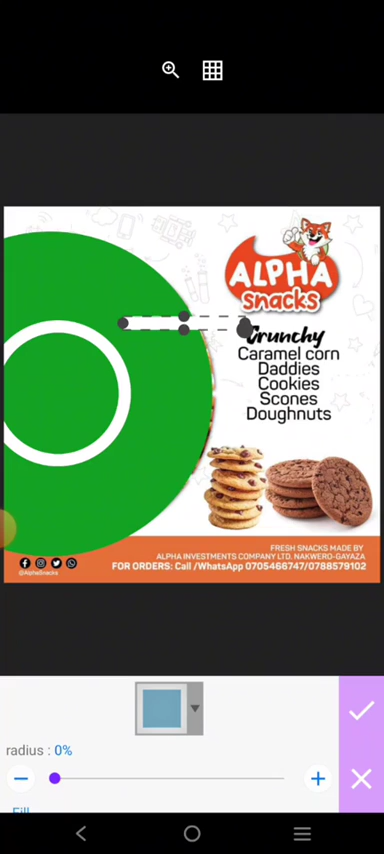 ALPHA
snacks
Crunchy
Caramel corn
Daddies
Cookies
Scones
Doughnuts
FRESH SNACKS MADE BY
ALPHA INVESTMENTS COMPANY LTD. NAKWERO-GAYAZA
FOR ORDERS: Call /WhatsApp 0705466747/0788579102
@AlphaSnacks
radius : 0%
Fill